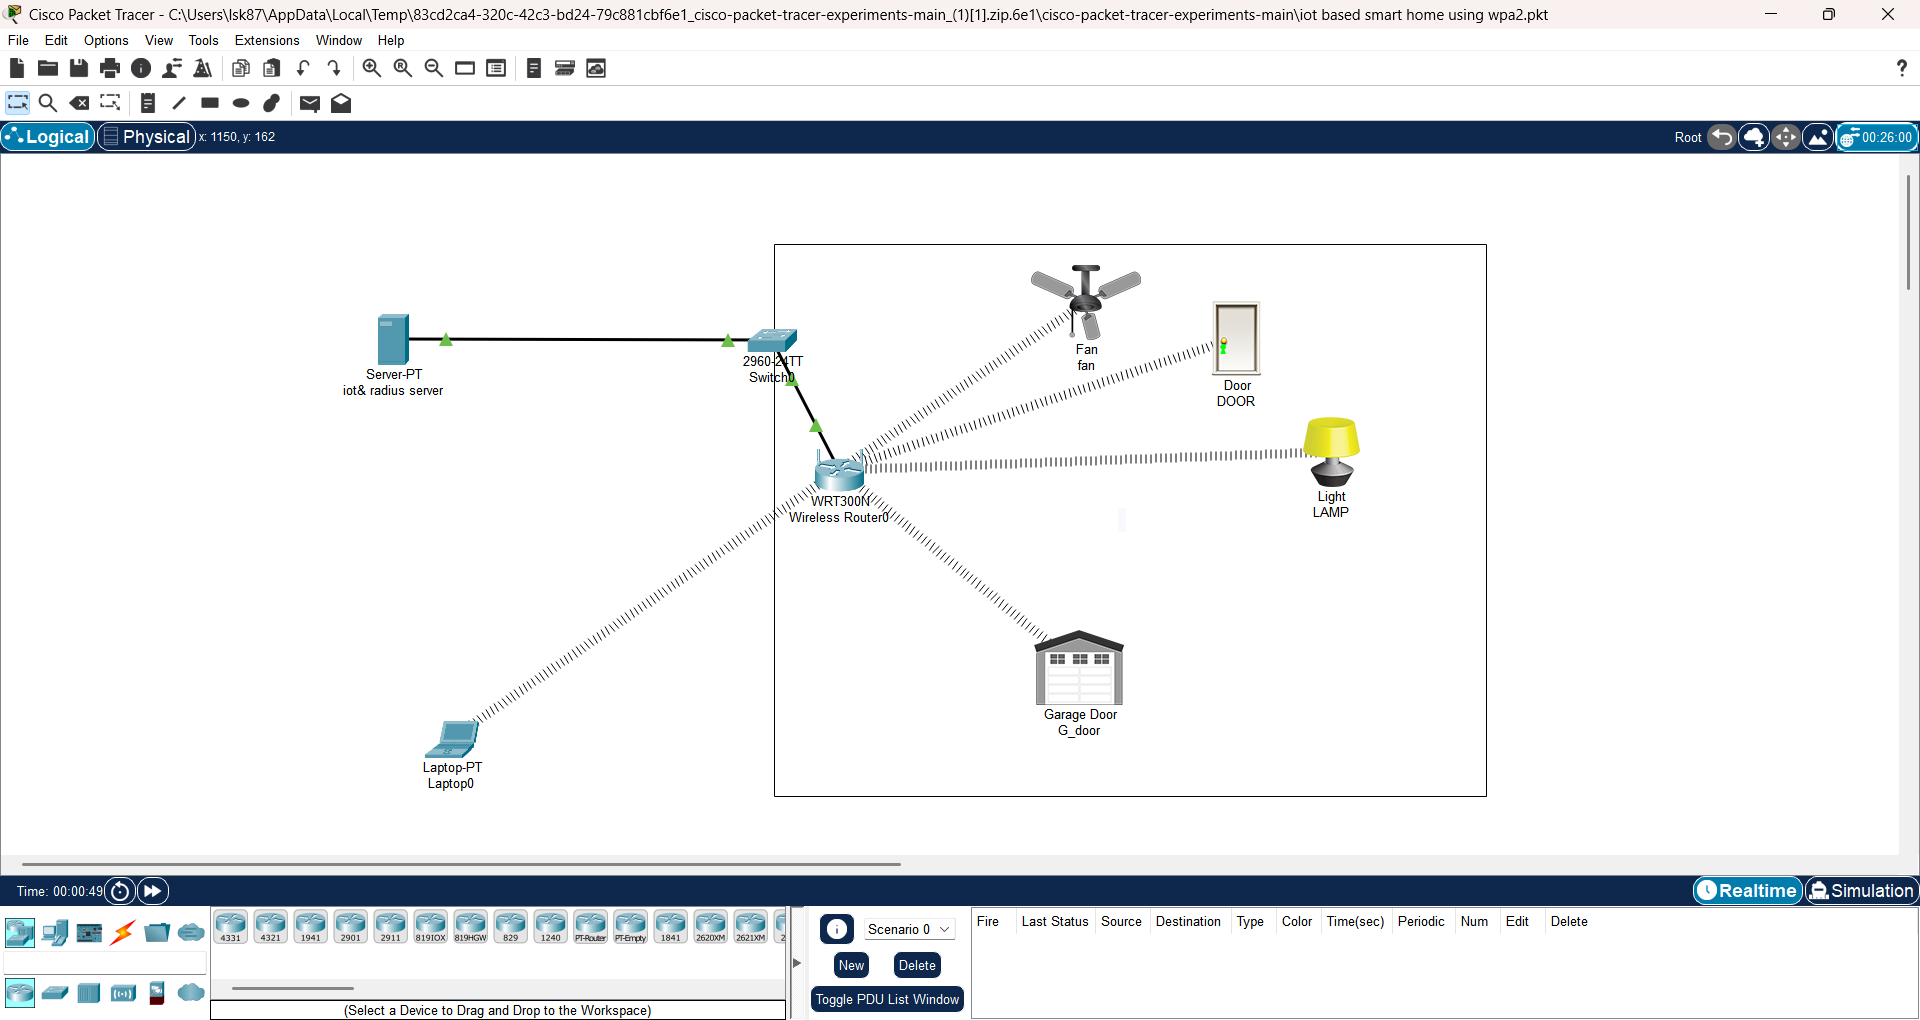 Cisco Packet Tracer - C:\Users\lsk87\AppData\Local\Temp\83cd2ca4-320c-42c3-bd24-79c881cbf6e1_cisco-packet-tracer-experiments-main_(1)[1].zip.6e1\cisco-packet-tracer-experiments-main\iot based smart home using wpa2.pkt
File Edit Options View Tools Extensions Window Help
Logical Physical x: 1150, y: 162 Root 00:26:00
Fan
fan
Door
DOOR
Server-PT
iot& radius server
2960-24TT
Switch0
Light
LAMP
WRT300N
Wireless Router0
Garage Door
G_door
Laptop-PT
Laptop0
Time: 00:00:49 Realtime Simulation
4331 4321 1941 2901 2911 819IOX 819HGW 829 1240 PT-Router PT-Empty 1841 2620XM 2621XM 2
Scenario 0
New Delete
Toggle PDU List Window
Fire Last Status Source Destination Type Color Time(sec) Periodic Num Edit Delete
(Select a Device to Drag and Drop to the Workspace)